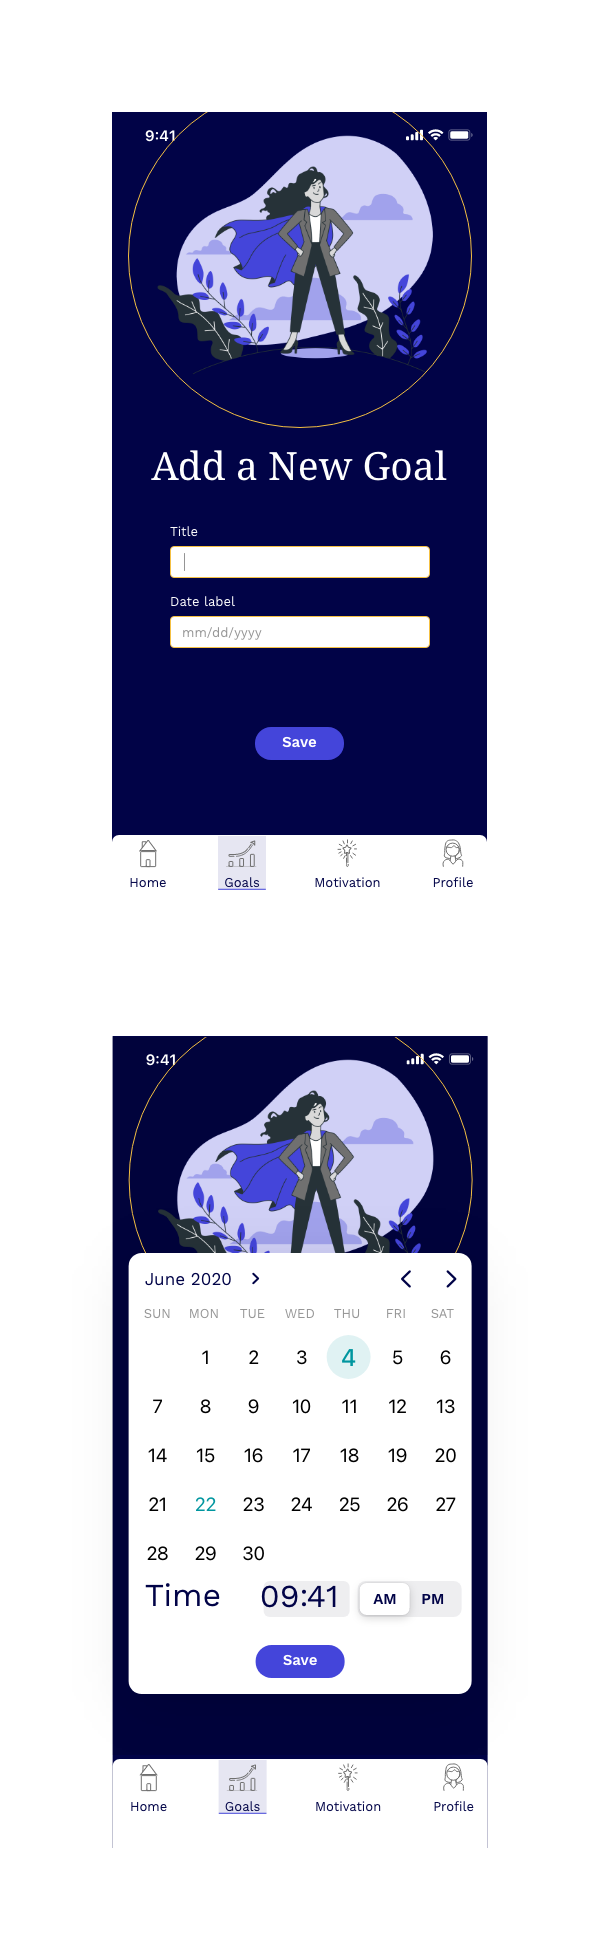 9:41
Add a New Goal
Title
Date label
mm/dd/yyyy
Save
Home Goals Motivation Profile
9:41
June 2020
SUN MON TUE WED THU FRI SAT
1 2 3 4 5 6
7 8 9 10 11 12 13
14 15 16 17 18 19 20
21 22 23 24 25 26 27
28 29 30
Time 09:41 AM PM
Save
Home Goals Motivation Profile